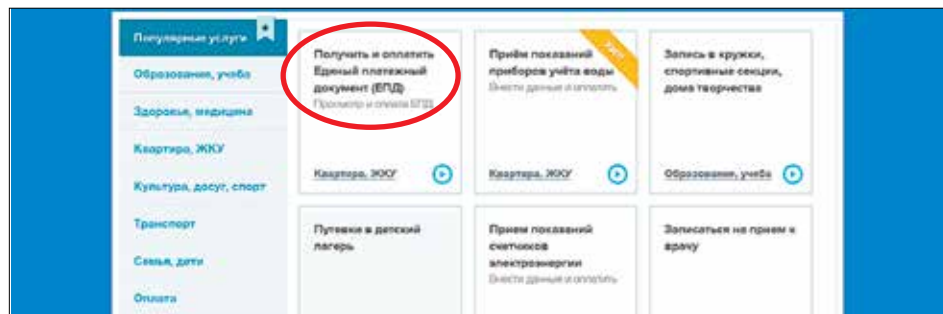 Популярные услуги
Образование, учеба
Здоровье, медицина
Квартира, ЖКУ
Культура, досуг, спорт
Транспорт
Семья, дети
Оплата
Получить и оплатить
Единый платежный
документ (ЕПД)
Просмотр и оплата ЕПД
Квартира, ЖКУ
Приём показаний
приборов учёта воды
Внести данные и оплатить
Квартира, ЖКУ
Запись в кружки,
спортивные секции,
дома творчества
Образование, учеба
Путевки в детский
лагерь
Прием показаний
счетчиков
электроэнергии
Внести данные и оплатить
Записаться на прием к
врачу